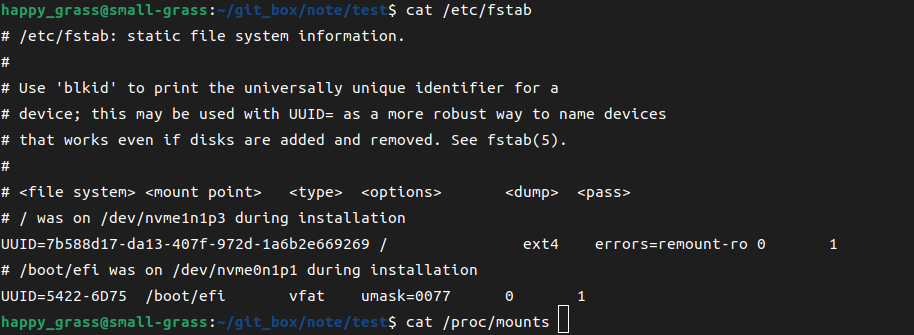 happy_grass@small-grass:~/git_box/note/test$ cat /etc/fstab
# /etc/fstab: static file system information.
#
# Use 'blkid' to print the universally unique identifier for a
# device; this may be used with UUID= as a more robust way to name devices
# that works even if disks are added and removed. See fstab(5).
#
# <file system> <mount point>   <type>  <options>       <dump>  <pass>
# / was on /dev/nvme1n1p3 during installation
UUID=7b588d17-da13-407f-972d-1a6b2e669269 /               ext4    errors=remount-ro 0       1
# /boot/efi was on /dev/nvme0n1p1 during installation
UUID=5422-6D75  /boot/efi       vfat    umask=0077      0       1
happy_grass@small-grass:~/git_box/note/test$ cat /proc/mounts